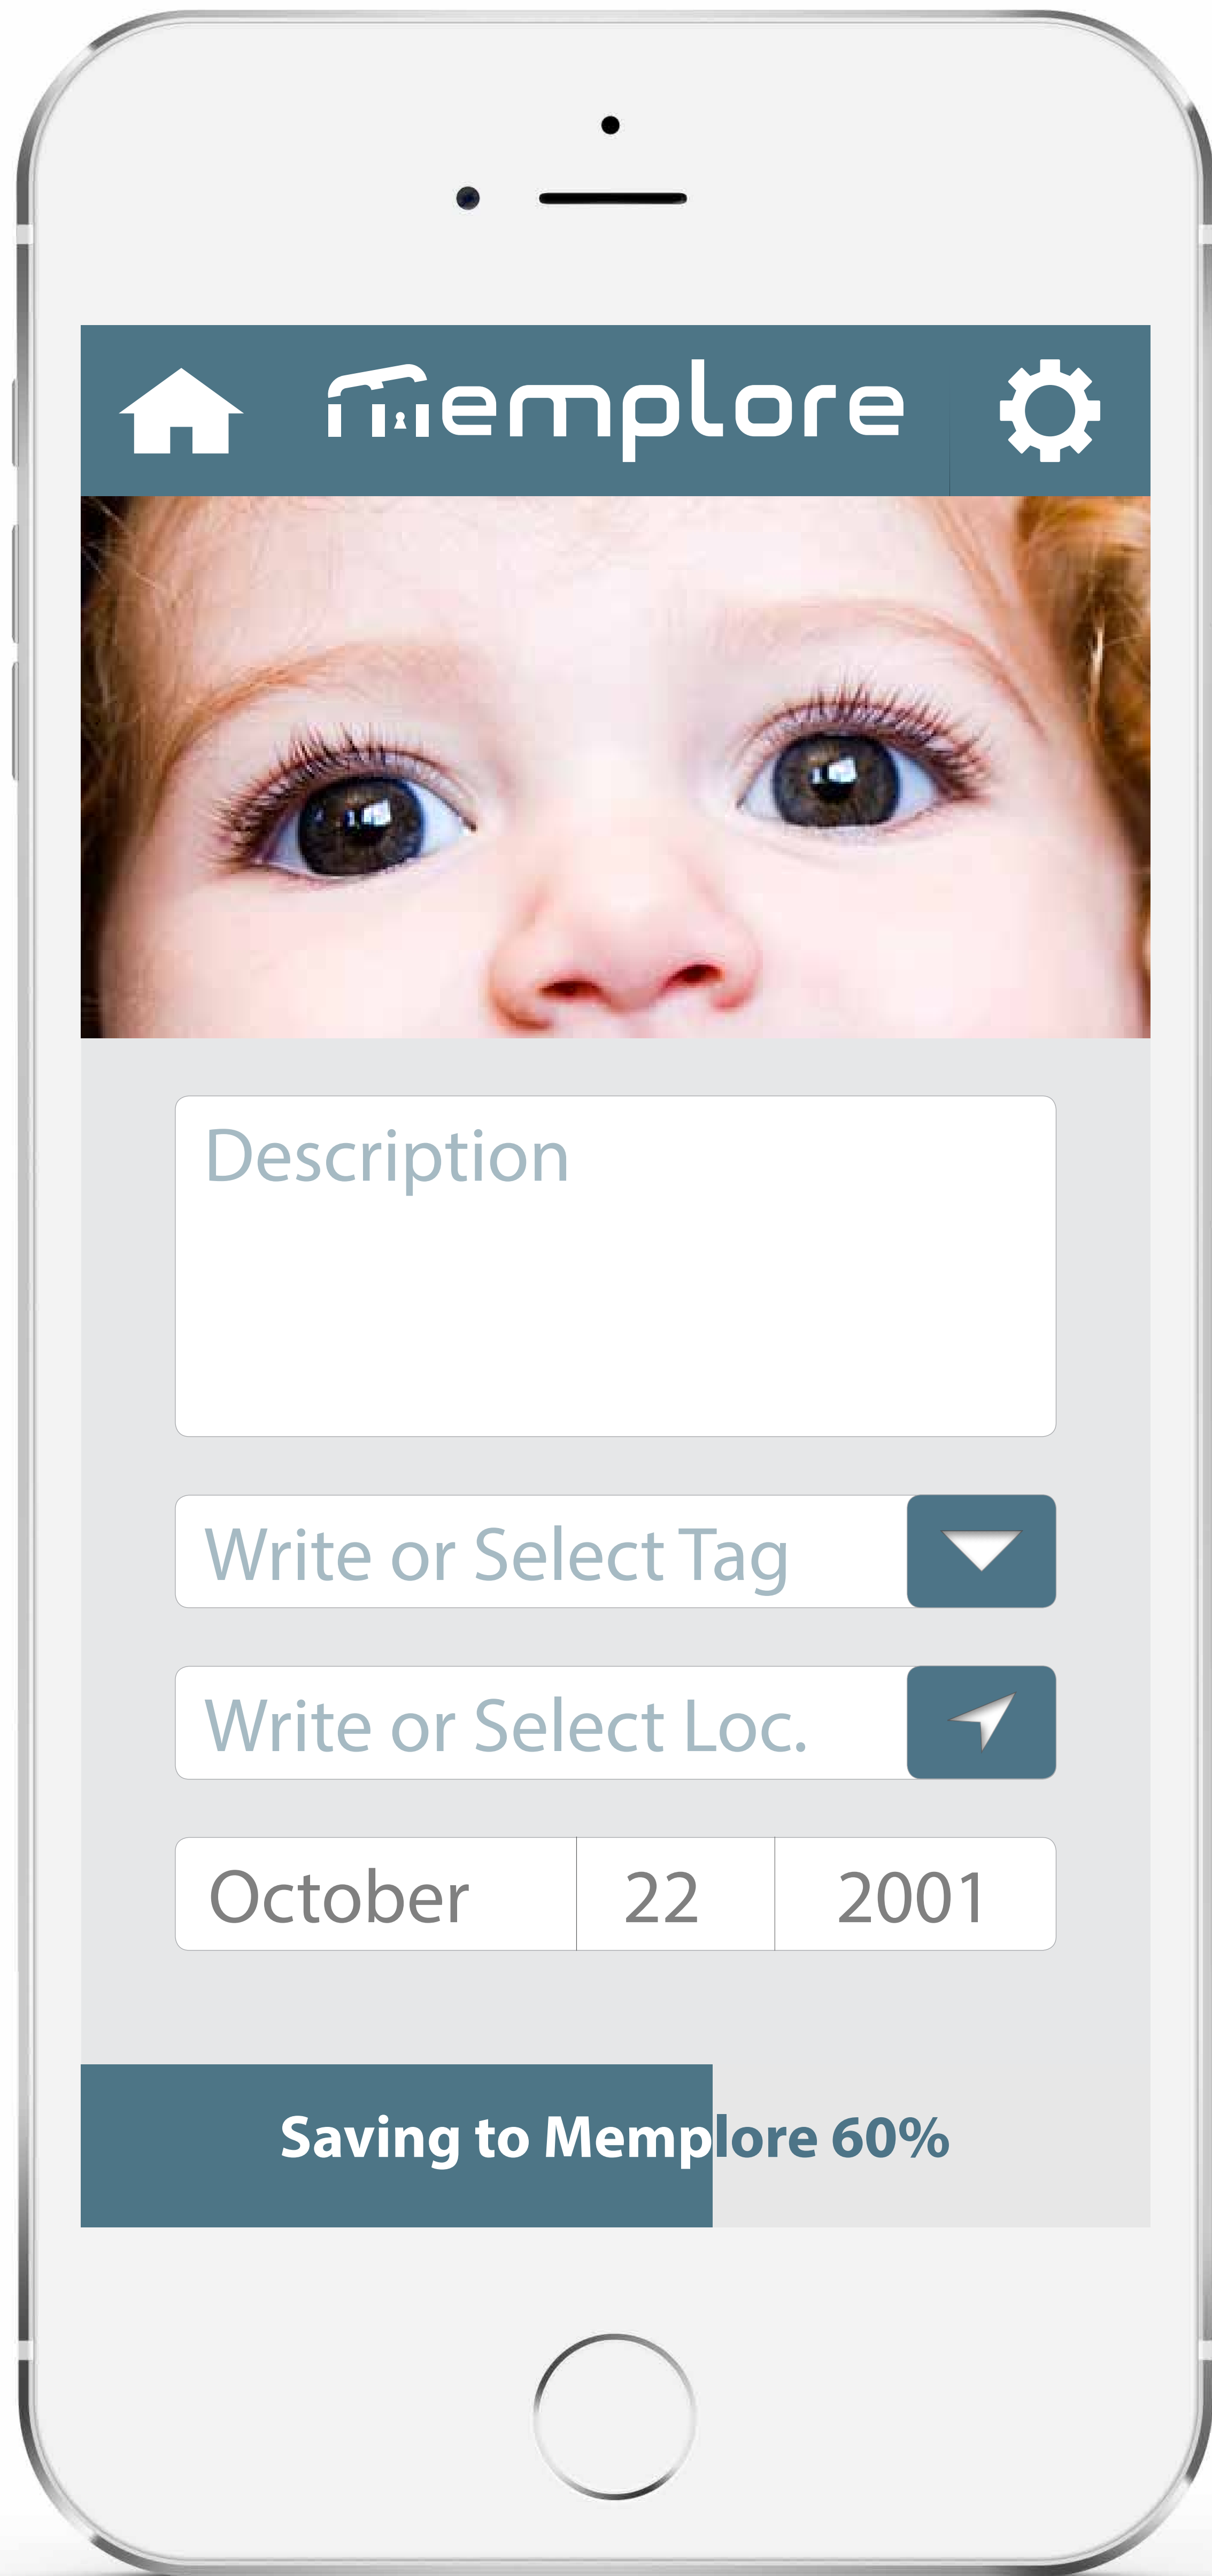 memplore
Description
Write or Select Tag
Write or Select Loc.
October 22 2001
Saving to Memplore 60%